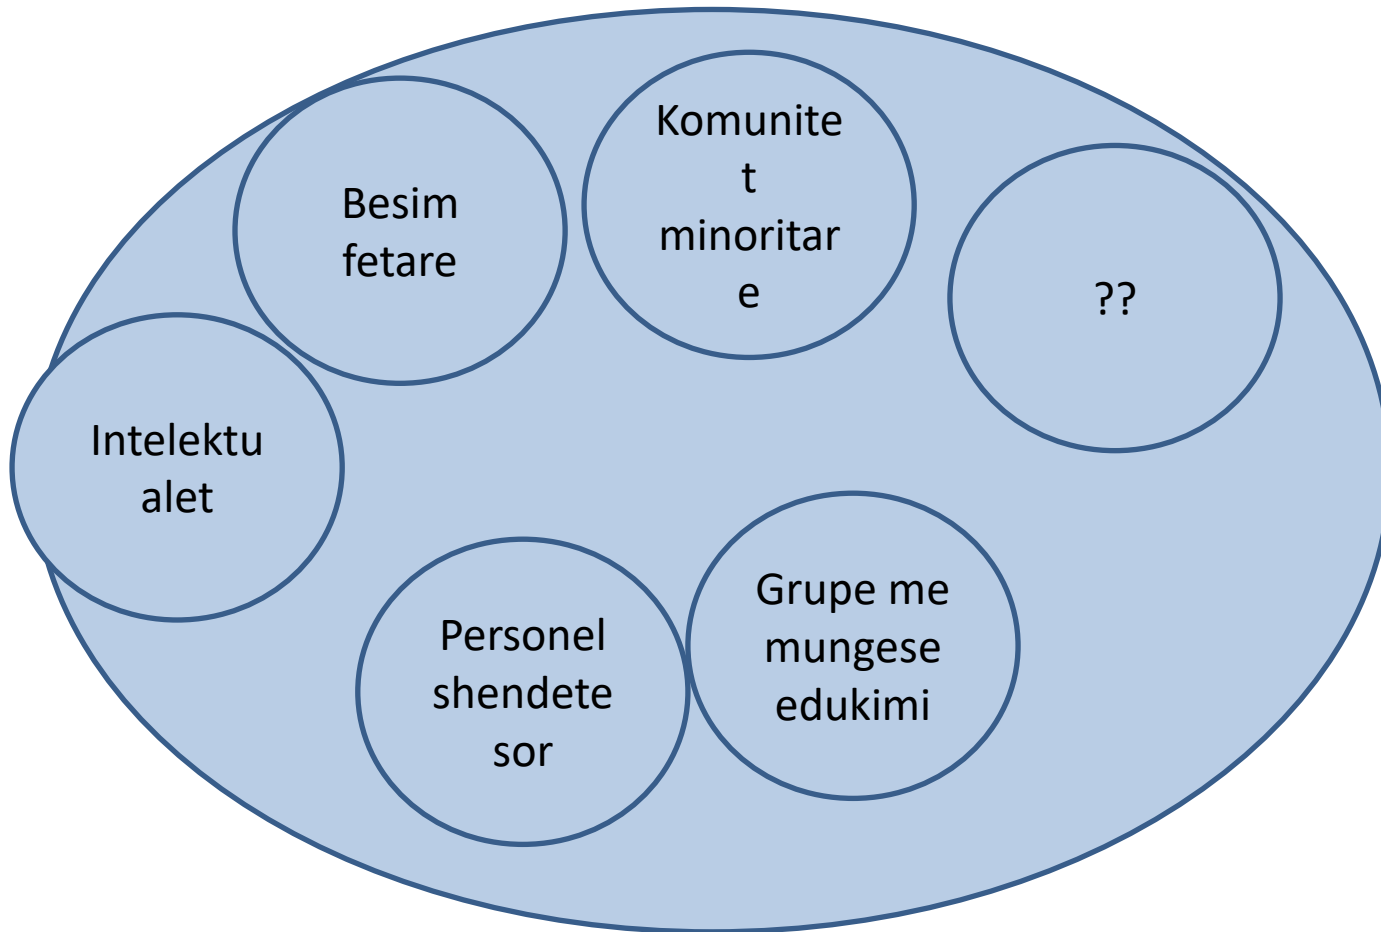 Besim
fetare
Komunite
t
minoritar
e
??
Intelektu
alet
Personel
shendete
sor
Grupe me
mungese
edukimi